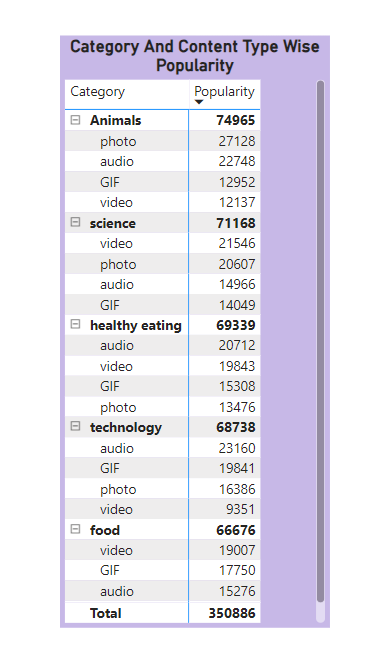 Category And Content Type Wise
Popularity
Category Popularity
Animals 74965
photo 27128
audio 22748
GIF 12952
video 12137
science 71168
video 21546
photo 20607
audio 14966
GIF 14049
healthy eating 69339
audio 20712
video 19843
GIF 15308
photo 13476
technology 68738
audio 23160
GIF 19841
photo 16386
video 9351
food 66676
video 19007
GIF 17750
audio 15276
Total 350886